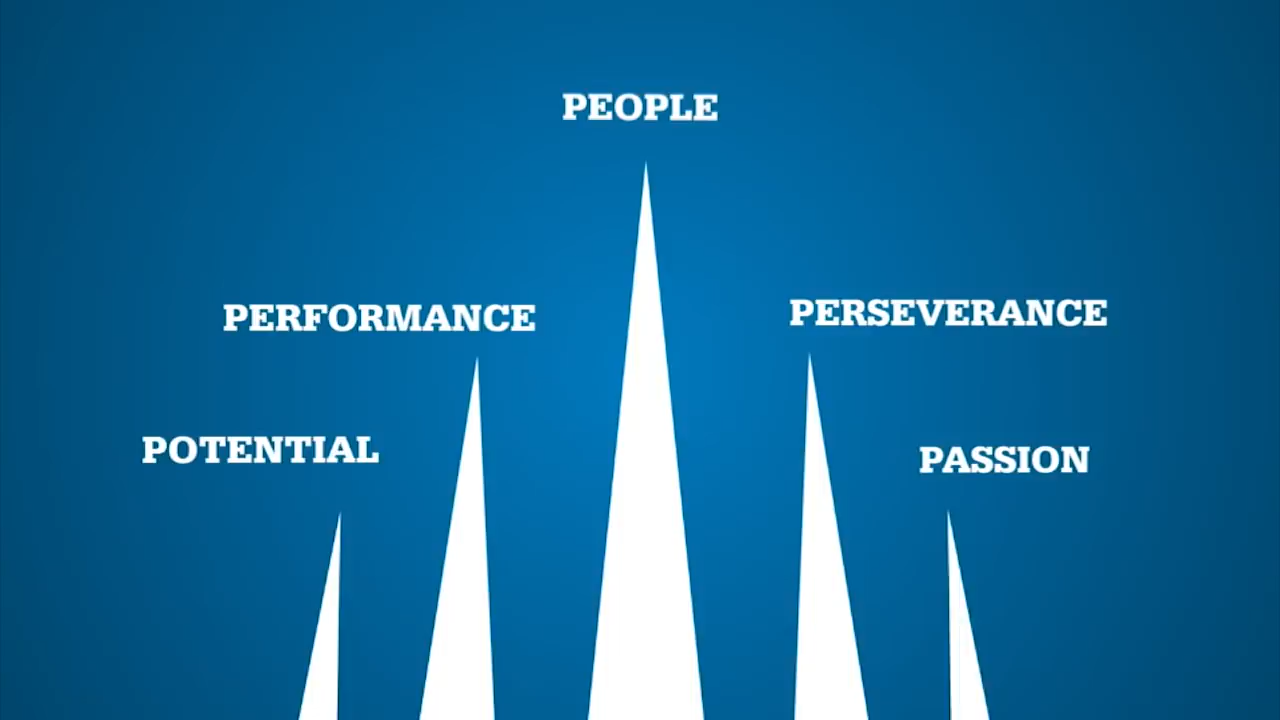 PEOPLE
PERFORMANCE
PERSEVERANCE
POTENTIAL
PASSION